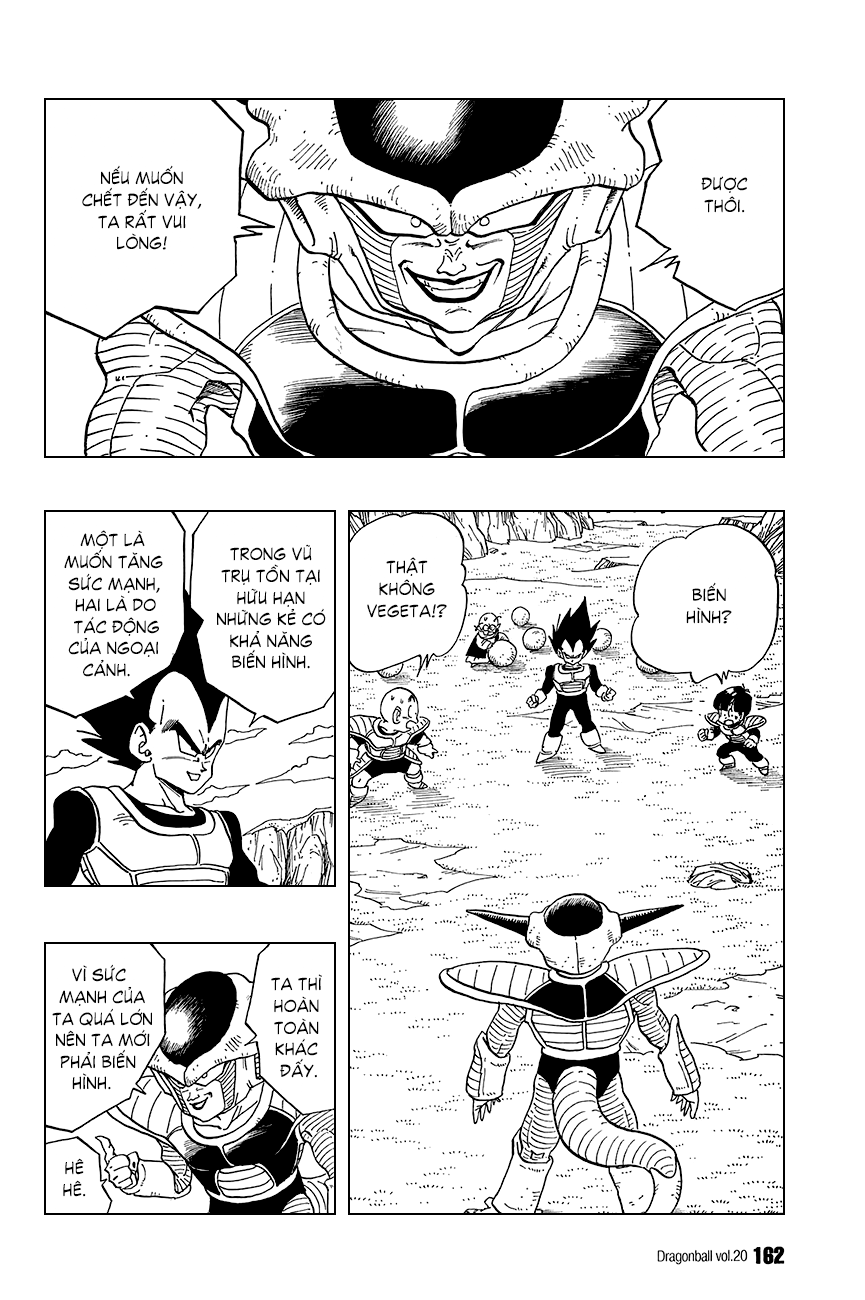 ĐƯỢC
THÔI.
NẾU MUỐN
CHẾT ĐẾN VẬY,
TA RẤT VUI
LÒNG!
BIẾN
HÌNH?
THẬT
KHÔNG
VEGETA!?
TRONG VŨ
TRỤ TỒN TẠI
HỮU HẠN
NHỮNG KẺ CÓ
KHẢ NĂNG
BIẾN HÌNH.
MỘT LÀ
MUỐN TĂNG
SỨC MẠNH,
HAI LÀ DO
TÁC ĐỘNG
CỦA NGOẠI
CẢNH.
TA THÌ
HOÀN
TOÀN
KHÁC
ĐẤY.
VÌ SỨC
MẠNH CỦA
TA QUÁ LỚN
NÊN TA MỚI
PHẢI BIẾN
HÌNH.
HÊ
HÊ.
Dragonball vol.20 162